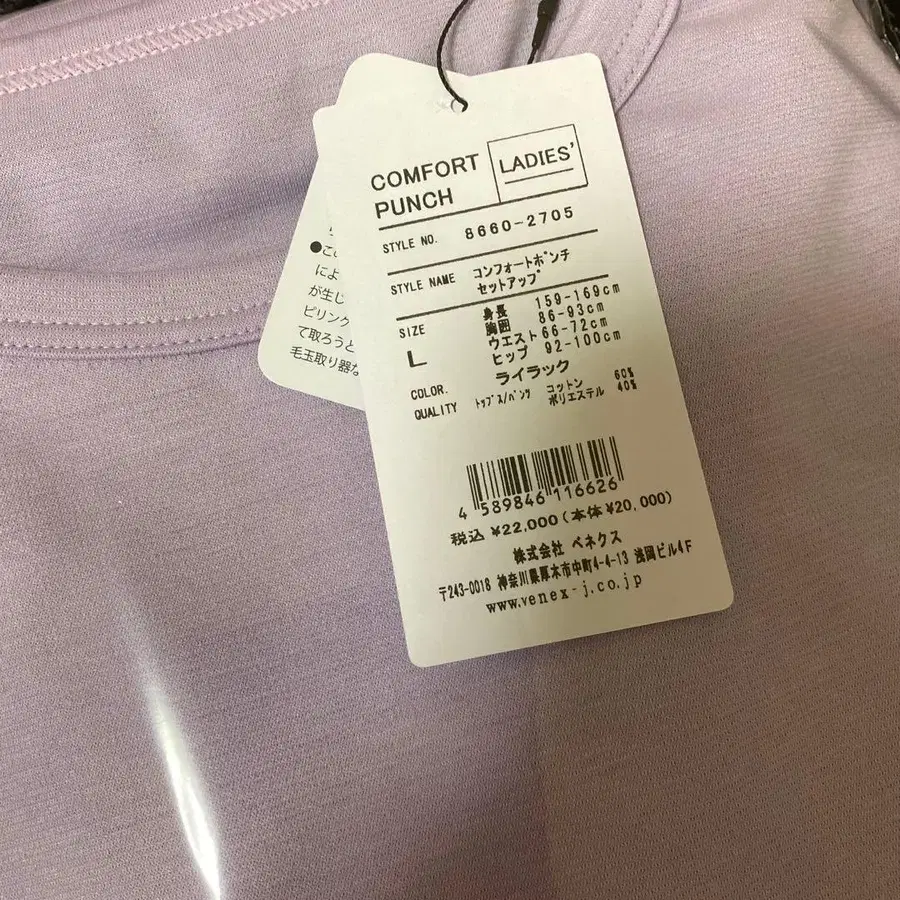 COMFORT
PUNCH
LADIES'
STYLE NO. 8660-2705
STYLE NAME コンフォートポンチ
セットアップ
SIZE
L
身長 159-169cm
胸囲 86-93cm
ウエスト 66-72cm
ヒップ 92-100cm
COLOR. ライラック
QUALITY トップス/パンツ コットン 60%
ポリエステル 40%
4 589846 116626
税込 ¥22,000(本体 ¥20,000)
株式会社 ベネクス
〒243-0018 神奈川県厚木市中町4-4-13 浅岡ビル4F
www.venex-j.co.jp
●こ
によ
が生じ
ピリング
て取ろうと
毛玉取り器な